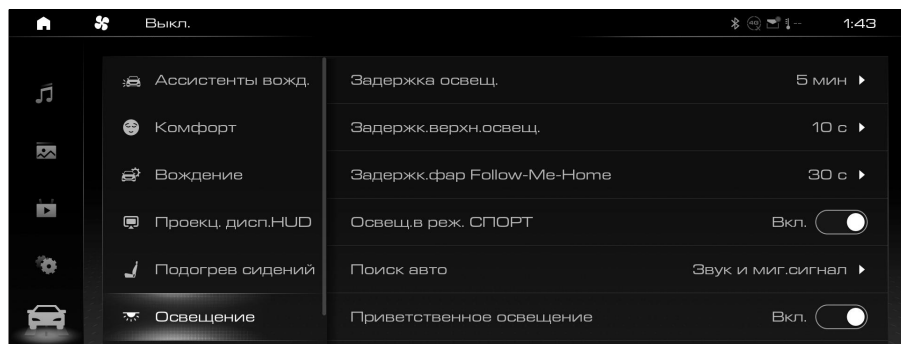 Выкл. 4G -- 1:43
Ассистенты вожд. Задержка освещ. 5 мин
Комфорт Задержк.верхн.освещ. 10 с
Вождение Задержк.фар Follow-Me-Home 30 с
Проекц. дисп.HUD Освещ.в реж. СПОРТ Вкл.
Подогрев сидений Поиск авто Звук и миг.сигнал
Освещение Приветственное освещение Вкл.